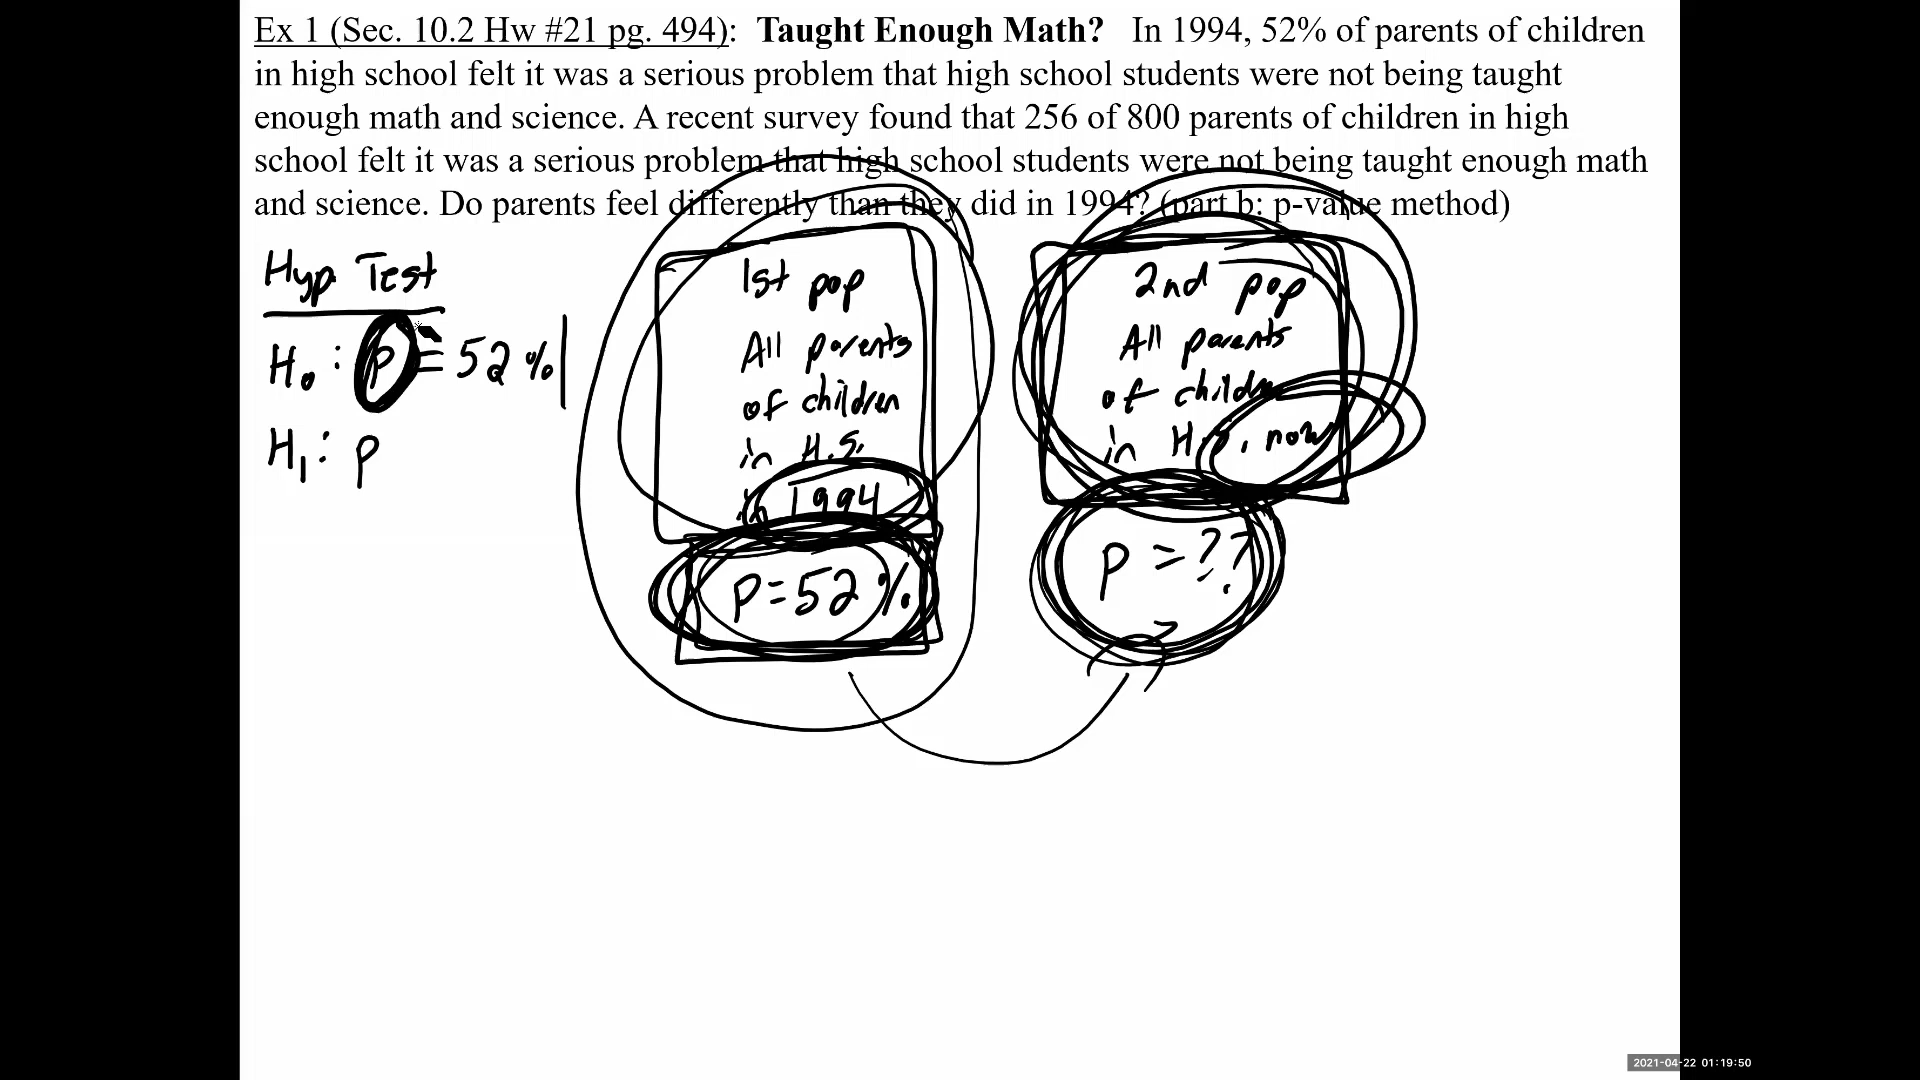 Ex 1 (Sec. 10.2 Hw #21 pg. 494): Taught Enough Math? In 1994, 52% of parents of children
in high school felt it was a serious problem that high school students were not being taught
enough math and science. A recent survey found that 256 of 800 parents of children in high
school felt it was a serious problem that high school students were not being taught enough math
and science. Do parents feel differently than they did in 1994? (part b: p-value method)
Hyp Test
H₀ : p = 52%
H₁ : p
1st pop
All parents
of children
in H.S.
in 1994
p = 52%
2nd pop
All parents
of children
in H.S. now
p = ??
2021-04-22 01:19:50